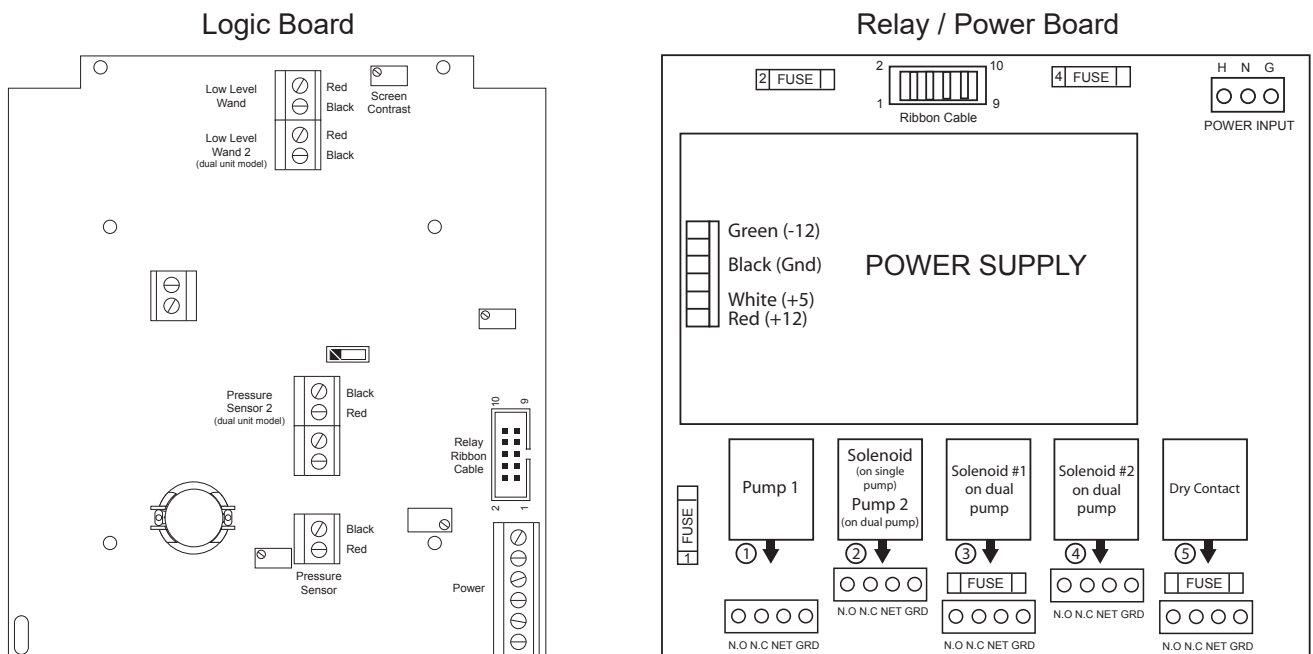 Logic Board
Low Level
Wand
Red
Black
Screen
Contrast
Low Level
Wand 2
(dual unit model)
Red
Black
Pressure
Sensor 2
(dual unit model)
Black
Red
10
9
Relay
Ribbon
Cable
2
1
Black
Red
Pressure
Sensor
Power
Relay / Power Board
2 FUSE
2
10
1
9
Ribbon Cable
4 FUSE
H N G
POWER INPUT
Green (-12)
Black (Gnd)
White (+5)
Red (+12)
POWER SUPPLY
1 FUSE
Pump 1
1
N.O N.C NET GRD
Solenoid
(on single
pump)
Pump 2
(on dual pump)
2
N.O N.C NET GRD
Solenoid #1
on dual
pump
3
FUSE
N.O N.C NET GRD
Solenoid #2
on dual
pump
4
N.O N.C NET GRD
Dry Contact
5
FUSE
N.O N.C NET GRD